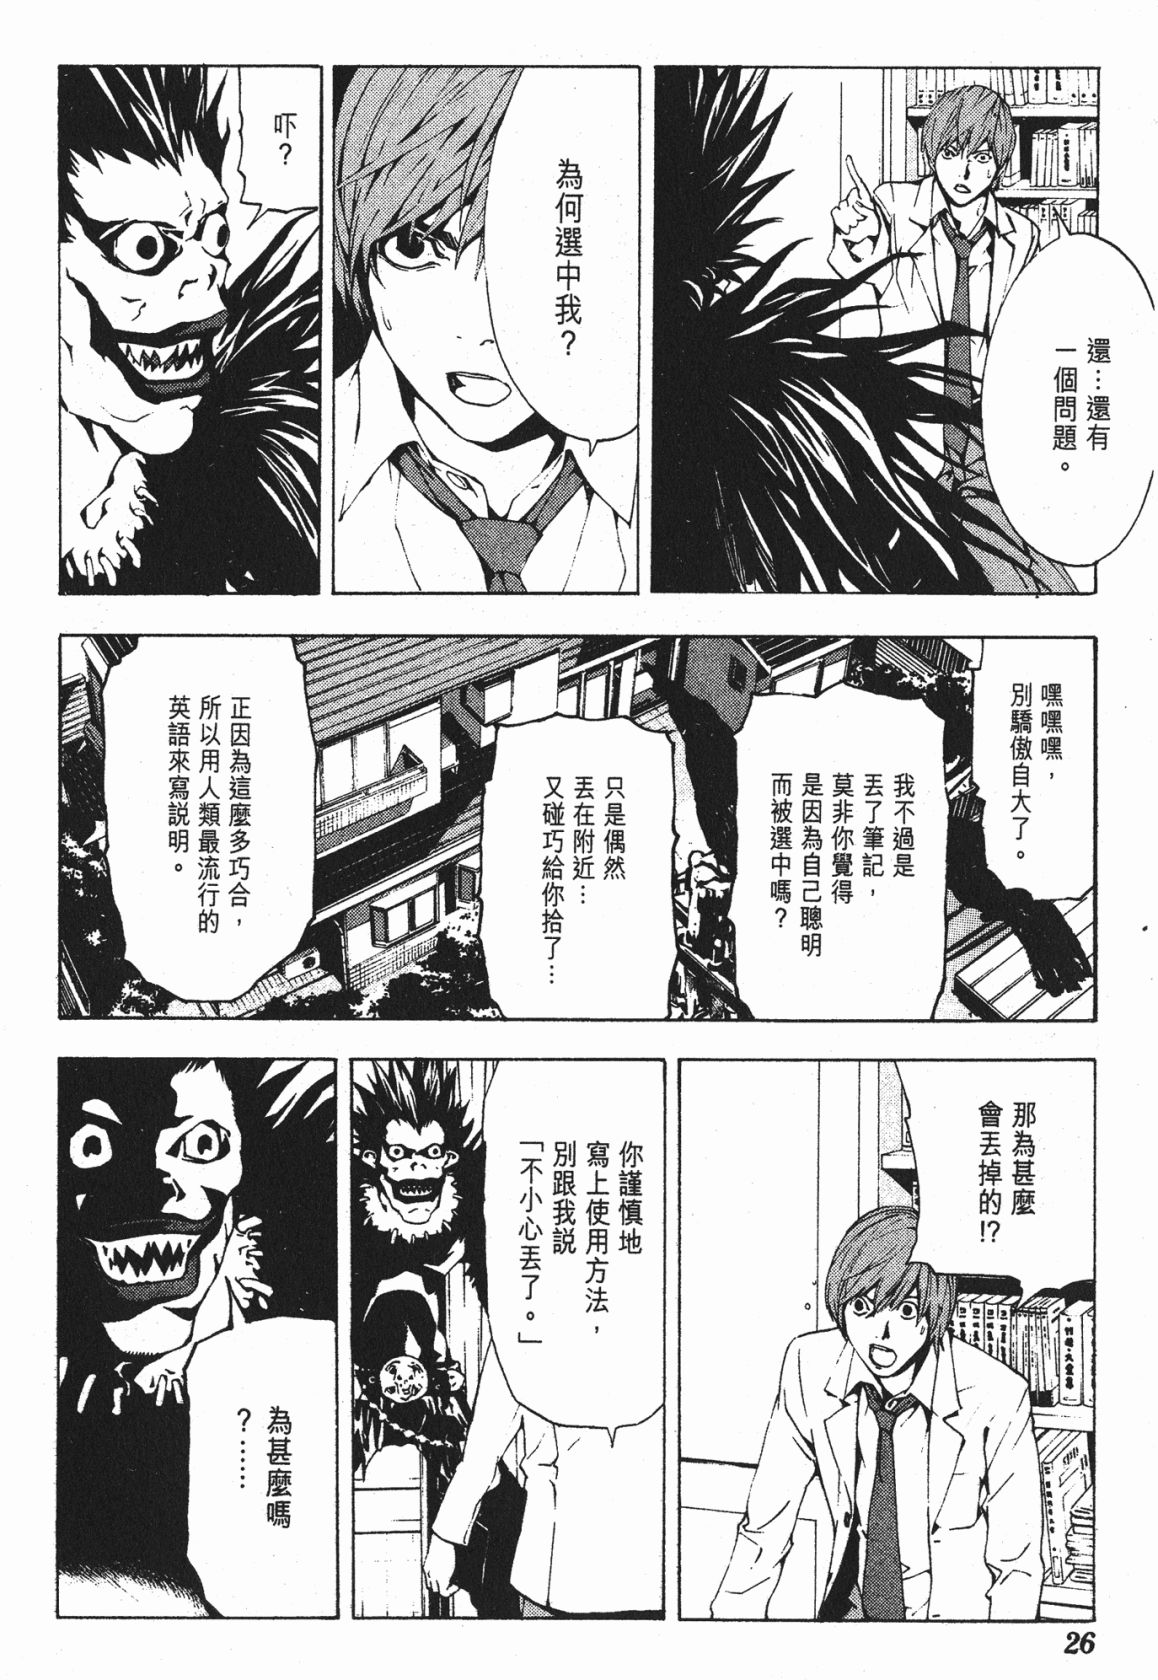 還…還有
一個問題。
為何選中我?
吓?
嘿嘿嘿,
別驕傲自大了。
我不過是
丟了筆記,
莫非你覺得
是因為自己聰明
而被選中嗎?
只是偶然
丟在附近…
又碰巧給你拾了…
正因為這麼多巧合,
所以用人類最流行的
英語來寫說明。
那為甚麼
會丟掉的!?
你謹慎地
寫上使用方法,
別跟我說
「不小心丟了。」
為甚麼嗎
?……
26